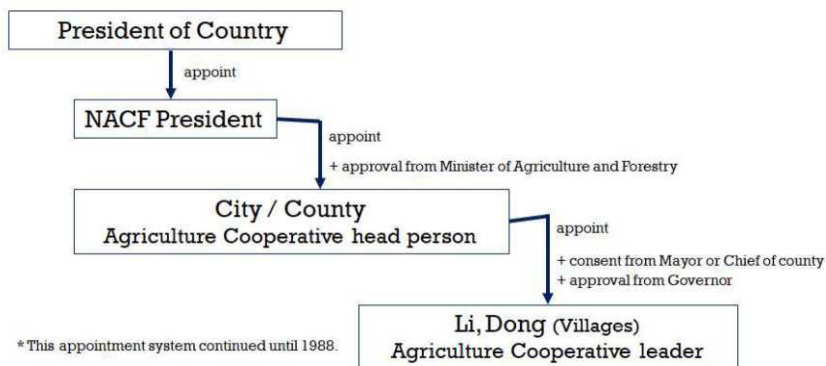 President of Country
appoint
NACF President
appoint
+ approval from Minister of Agriculture and Forestry
City / County
Agriculture Cooperative head person
appoint
+ consent from Mayor or Chief of county
+ approval from Governor
Li, Dong (Villages)
Agriculture Cooperative leader
* This appointment system continued until 1988.